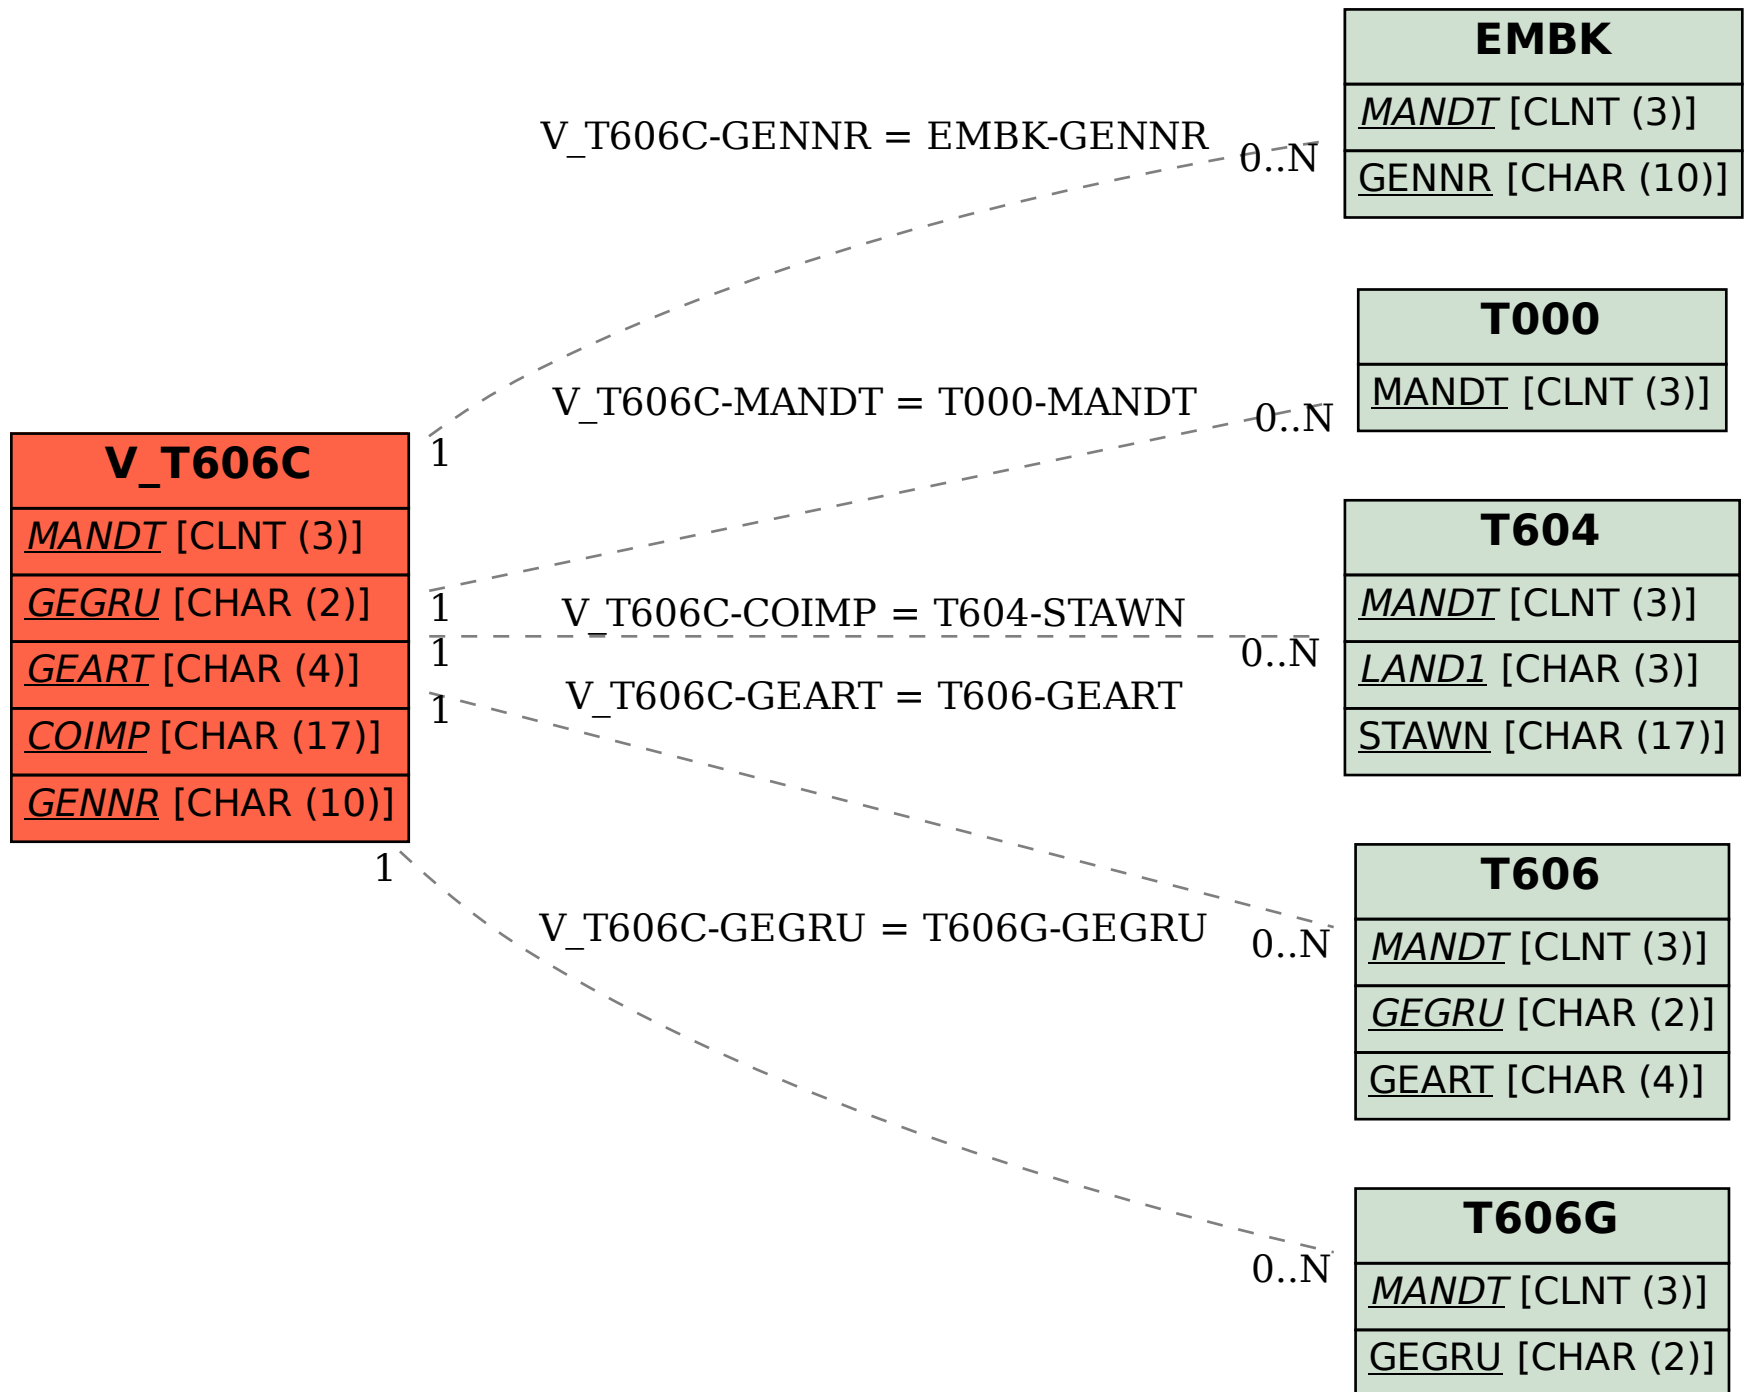 EMBK
MANDT [CLNT (3)]
GENNR [CHAR (10)]
V_T606C-GENNR = EMBK-GENNR
0..N
1
T000
MANDT [CLNT (3)]
V_T606C-MANDT = T000-MANDT
0..N
1
V_T606C
MANDT [CLNT (3)]
GEGRU [CHAR (2)]
GEART [CHAR (4)]
COIMP [CHAR (17)]
GENNR [CHAR (10)]
T604
MANDT [CLNT (3)]
LAND1 [CHAR (3)]
STAWN [CHAR (17)]
V_T606C-COIMP = T604-STAWN
0..N
1
V_T606C-GEART = T606-GEART
0..N
1
T606
MANDT [CLNT (3)]
GEGRU [CHAR (2)]
GEART [CHAR (4)]
V_T606C-GEGRU = T606G-GEGRU
0..N
1
T606G
MANDT [CLNT (3)]
GEGRU [CHAR (2)]